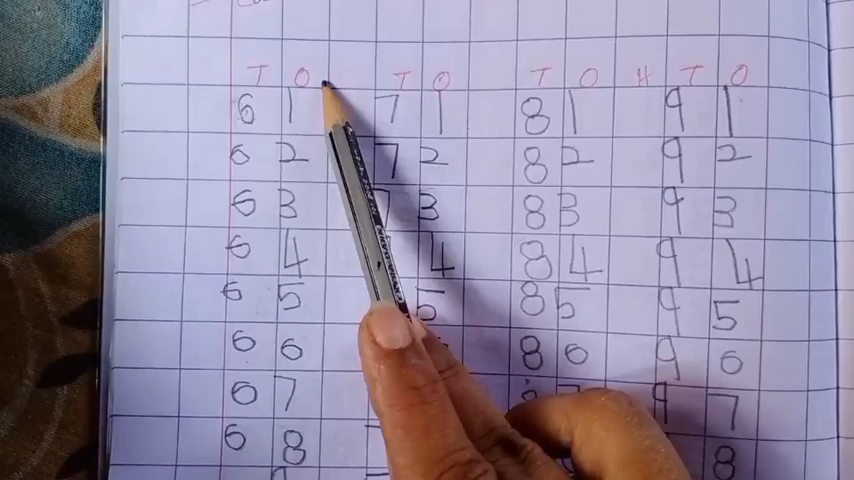 T O T O T O H T O
6 1 7 1 8 1 9 1
6 2 7 2 8 2 9 2
6 3 7 3 8 3 9 3
6 4 4 8 4 9 4
6 5 5 8 5 9 5
6 6 8 6 9 6
6 7 9 7
6 8 8